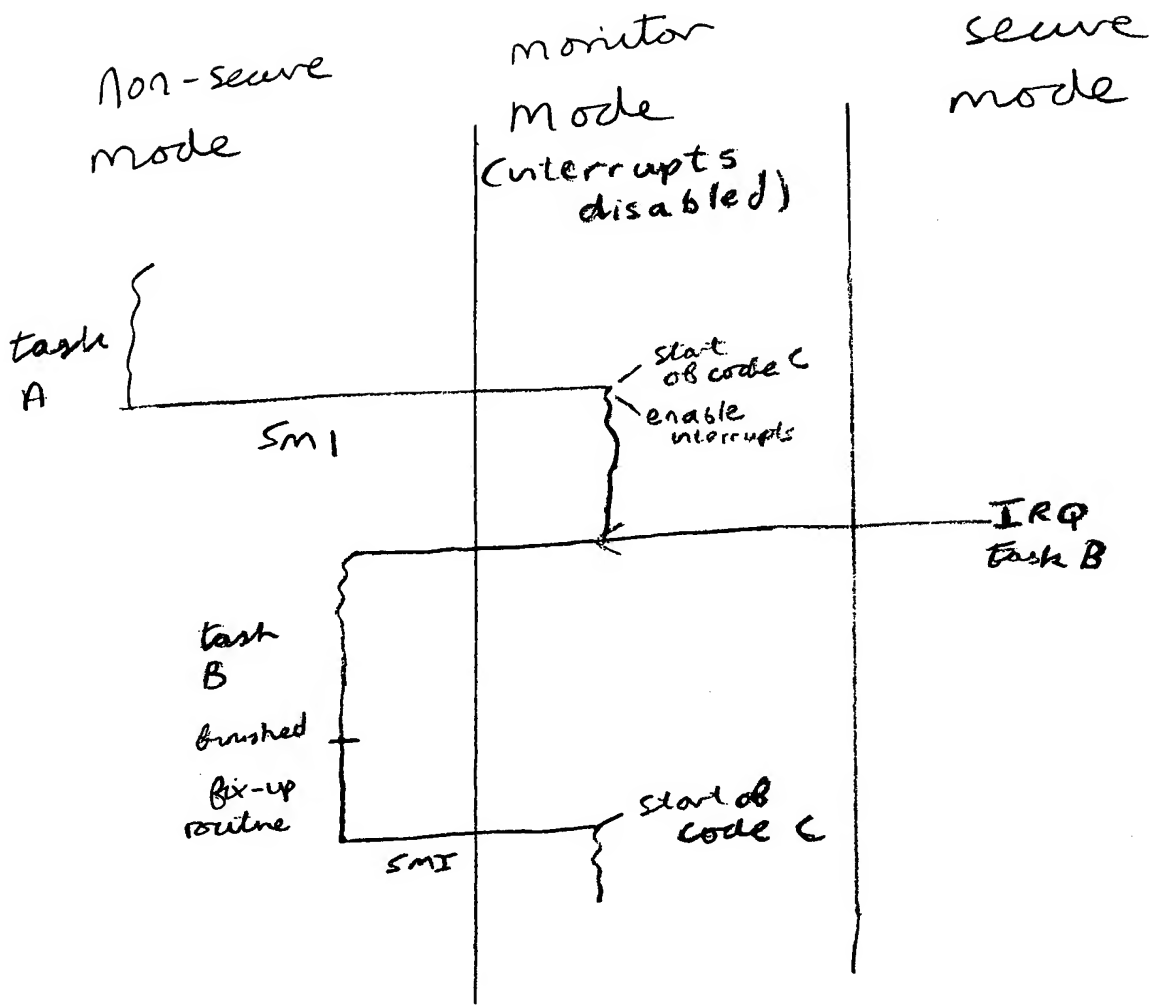 non-secure
mode
monitor
mode
(interrupts
disabled)
secure
mode
task
A
SMI
start
of code C
enable
interrupts
IRQ
task B
task
B
finished
fix-up
routine
SMI
start of
code C